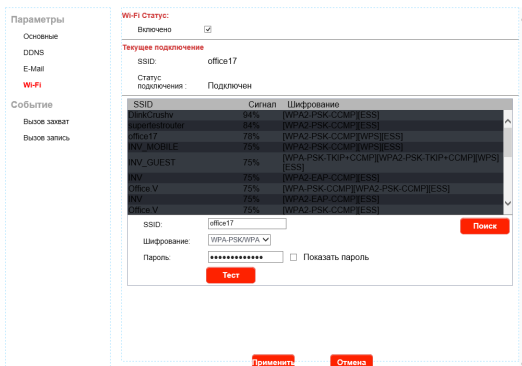 Параметры
Основные
DDNS
E-Mail
Wi-Fi
Событие
Вызов захват
Вызов запись
Wi-Fi Статус:
Включено
Текущее подключение
SSID: office17
Статус
подключения : Подключен
SSID Сигнал Шифрование
DlinkCrushv 94% [WPA2-PSK-CCMP][ESS]
supertestrouter 84% [WPA2-PSK-CCMP][ESS]
office17 78% [WPA2-PSK-CCMP][WPS][ESS]
INV_MOBILE 75% [WPA2-PSK-CCMP][WPS][ESS]
INV_GUEST 75% [WPA-PSK-TKIP+CCMP][WPA2-PSK-TKIP+CCMP][WPS]
[ESS]
INV 75% [WPA2-EAP-CCMP][ESS]
Office.V 75% [WPA-PSK-CCMP][WPA2-PSK-CCMP][ESS]
INV 75% [WPA2-EAP-CCMP][ESS]
Office.V 75% [WPA2-PSK-CCMP][ESS]
SSID: office17 Поиск
Шифрование: WPA-PSK/WPA
Пароль: ••••••••••••• Показать пароль
Тест
Применить Отмена